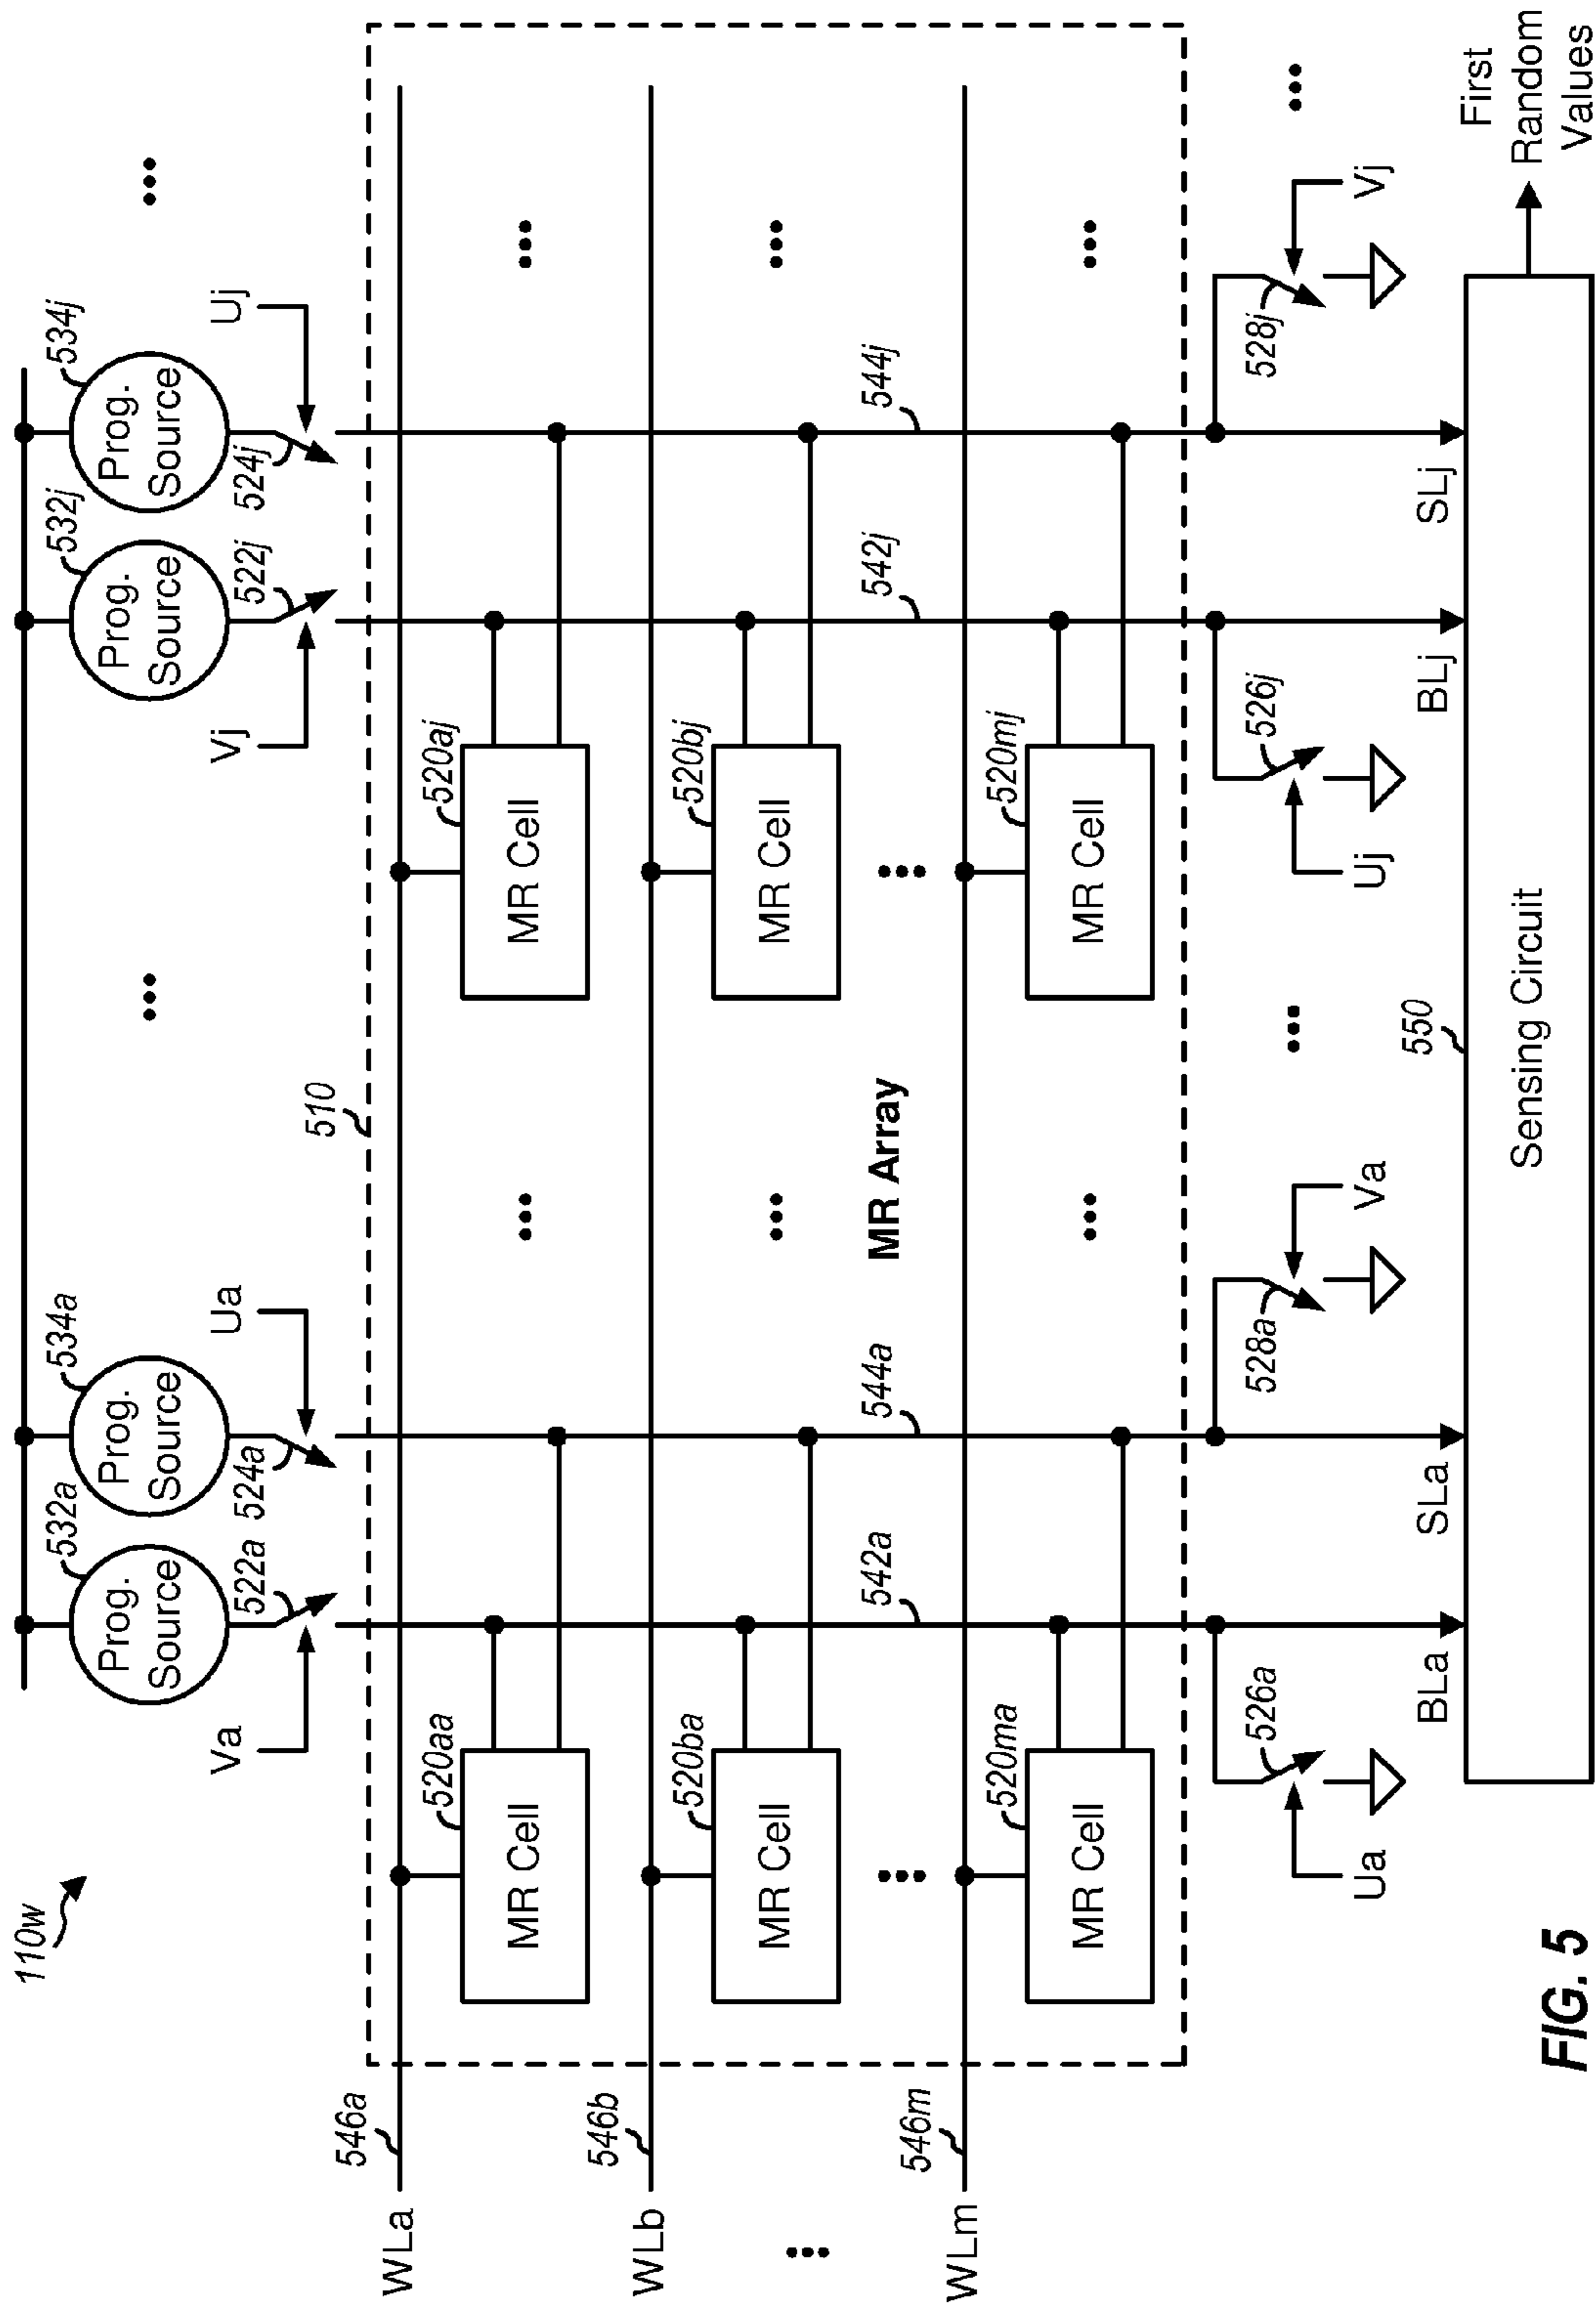 110w
532a
534a
532j
534j
Prog.
Source
Prog.
Source
Prog.
Source
Prog.
Source
Va
522a
524a
Ua
Vj
522j
524j
Uj
510
WLa
546a
520aa
MR Cell
520aj
MR Cell
WLb
546b
520ba
MR Cell
520bj
MR Cell
MR Array
542a
544a
542j
544j
WLm
546m
520ma
MR Cell
520mj
MR Cell
526a
528a
526j
528j
Ua
Va
Uj
Vj
BLa
SLa
550
BLj
SLj
Sensing Circuit
First
Random
Values
FIG. 5